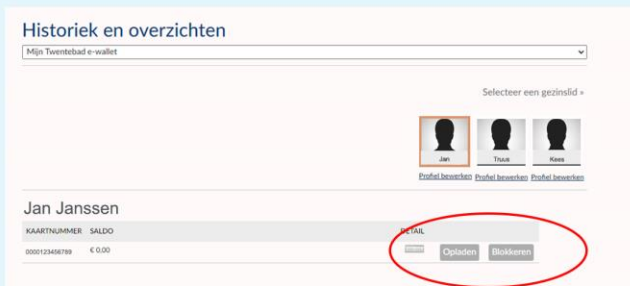 Historiek en overzichten
Mijn Twentebad e-wallet
Selecteer een gezinslid »
Jan Truus Kees
Profiel bewerken Profiel bewerken Profiel bewerken
Jan Janssen
KAARTNUMMER SALDO DETAIL
0000123456789 € 0,00 Opladen Blokkeren